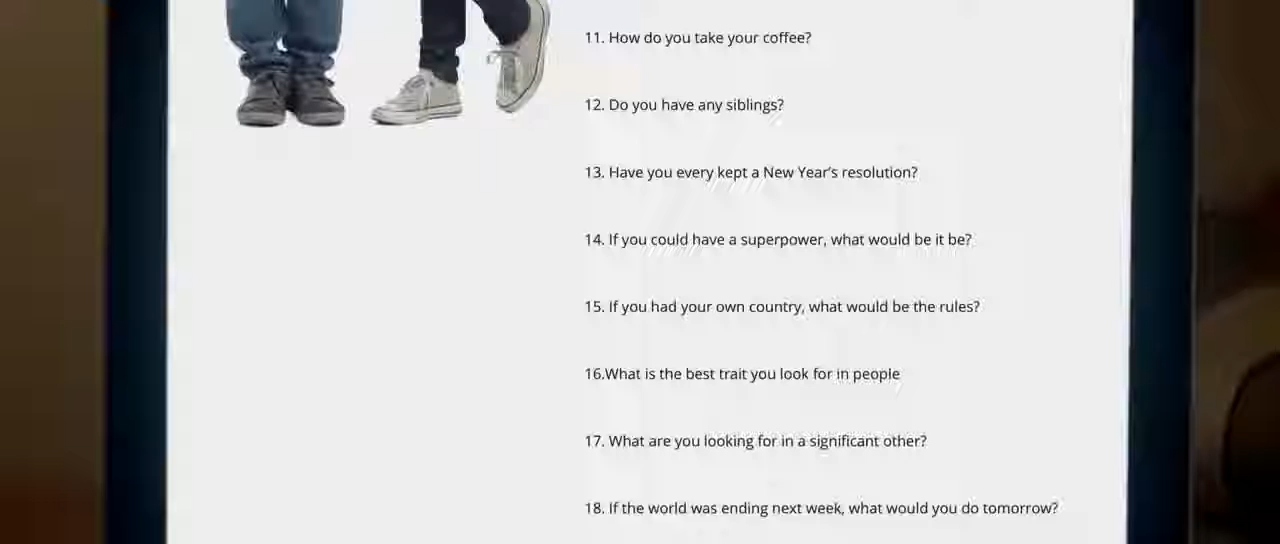 11. How do you take your coffee?
12. Do you have any siblings?
13. Have you every kept a New Year's resolution?
14. If you could have a superpower, what would be it be?
15. If you had your own country, what would be the rules?
16.What is the best trait you look for in people
17. What are you looking for in a significant other?
18. If the world was ending next week, what would you do tomorrow?